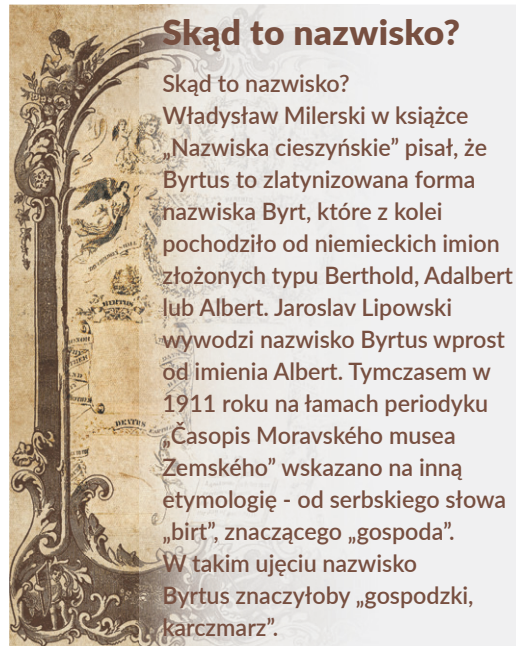 Skąd to nazwisko?
Skąd to nazwisko?
Władysław Milerski w książce
„Nazwiska cieszyńskie” pisał, że
Byrtus to zlatynizowana forma
nazwiska Byrt, które z kolei
pochodziło od niemieckich imion
złożonych typu Berthold, Adalbert
lub Albert. Jaroslav Lipowski
wywodzi nazwisko Byrtus wprost
od imienia Albert. Tymczasem w
1911 roku na łamach periodyku
„Časopis Moravského musea
Zemského” wskazano na inną
etymologię - od serbskiego słowa
„birt”, znaczącego „gospoda”.
W takim ujęciu nazwisko
Byrtus znaczyłoby „gospodzki,
karczmarz”.